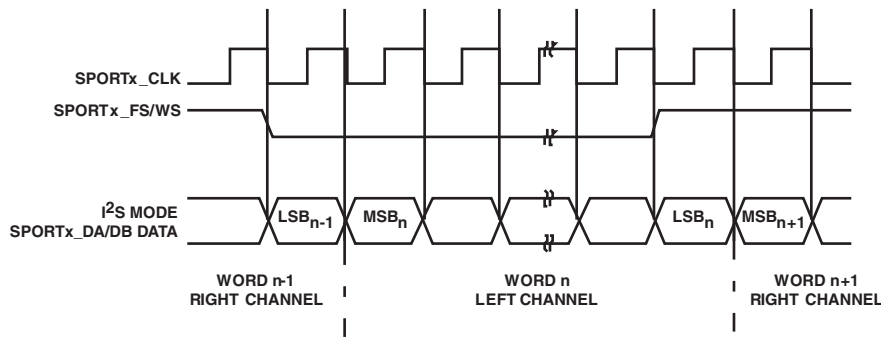 SPORTx_CLK
SPORTx_FS/WS
I²S MODE
SPORTx_DA/DB DATA
LSBn-1
MSBn
LSBn
MSBn+1
WORD n-1
RIGHT CHANNEL
WORD n
LEFT CHANNEL
WORD n+1
RIGHT CHANNEL